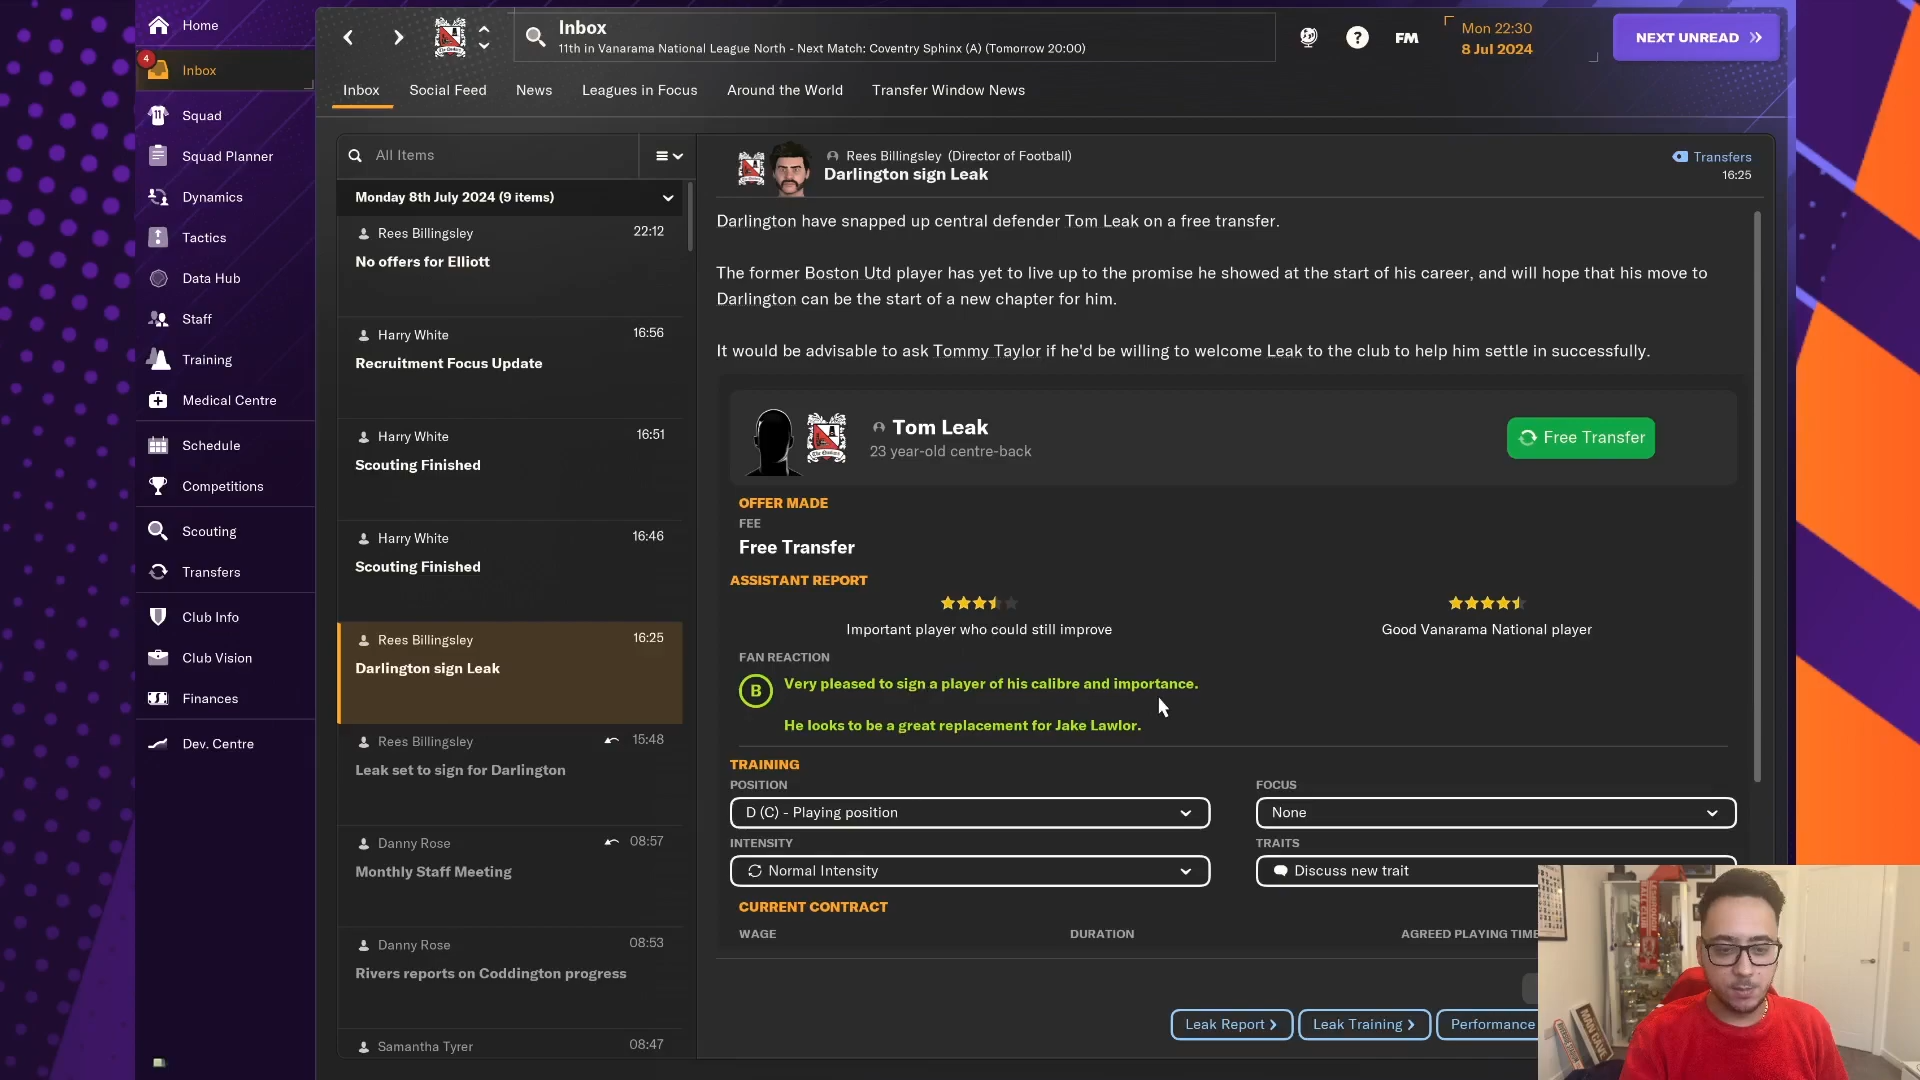 Home
4
Inbox
Squad
Squad Planner
Dynamics
Tactics
Data Hub
Staff
Training
Medical Centre
Schedule
Competitions
Scouting
Transfers
Club Info
Club Vision
Finances
Dev. Centre
Inbox
11th in Vanarama National League North - Next Match: Coventry Sphinx (A) (Tomorrow 20:00)
?
FM
Mon 22:30
8 Jul 2024
NEXT UNREAD
Inbox
Social Feed
News
Leagues in Focus
Around the World
Transfer Window News
All Items
Monday 8th July 2024 (9 items)
Rees Billingsley
22:12
No offers for Elliott
Harry White
16:56
Recruitment Focus Update
Harry White
16:51
Scouting Finished
Harry White
16:46
Scouting Finished
Rees Billingsley
16:25
Darlington sign Leak
Rees Billingsley
15:48
Leak set to sign for Darlington
Danny Rose
08:57
Monthly Staff Meeting
Danny Rose
08:53
Rivers reports on Coddington progress
Samantha Tyrer
08:47
Rees Billingsley (Director of Football)
Darlington sign Leak
Transfers
16:25
Darlington have snapped up central defender Tom Leak on a free transfer.
The former Boston Utd player has yet to live up to the promise he showed at the start of his career, and will hope that his move to
Darlington can be the start of a new chapter for him.
It would be advisable to ask Tommy Taylor if he'd be willing to welcome Leak to the club to help him settle in successfully.
Tom Leak
23 year-old centre-back
Free Transfer
OFFER MADE
FEE
Free Transfer
ASSISTANT REPORT
Important player who could still improve
Good Vanarama National player
FAN REACTION
B
Very pleased to sign a player of his calibre and importance.
He looks to be a great replacement for Jake Lawlor.
TRAINING
POSITION
D (C) - Playing position
FOCUS
None
INTENSITY
Normal Intensity
TRAITS
Discuss new trait
CURRENT CONTRACT
WAGE
DURATION
AGREED PLAYING TIME
Leak Report
Leak Training
Performance
MAN CAVE